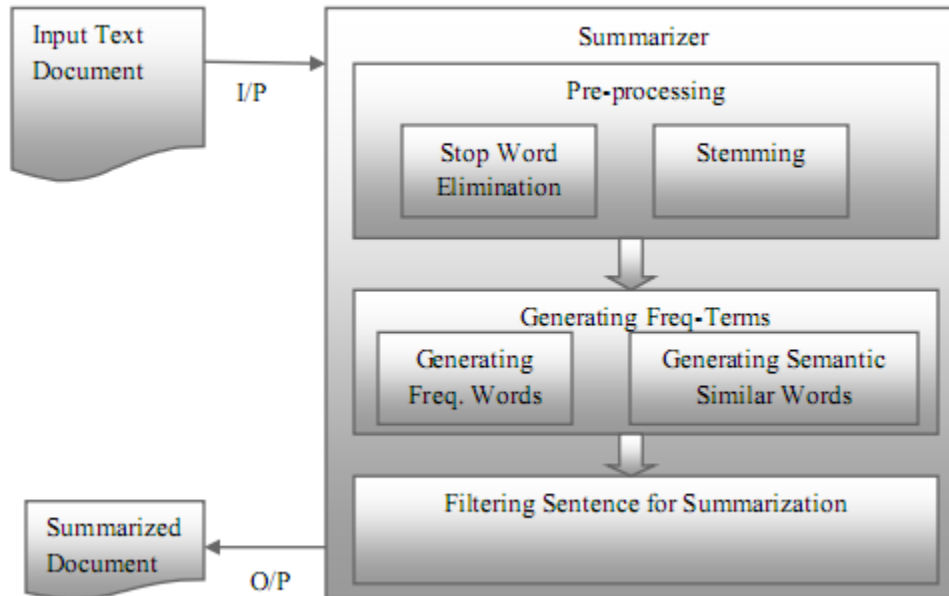 Input Text
Document
I/P
Summarizer
Pre-processing
Stop Word
Elimination
Stemming
Generating Freq-Terms
Generating
Freq. Words
Generating Semantic
Similar Words
Filtering Sentence for Summarization
Summarized
Document
O/P